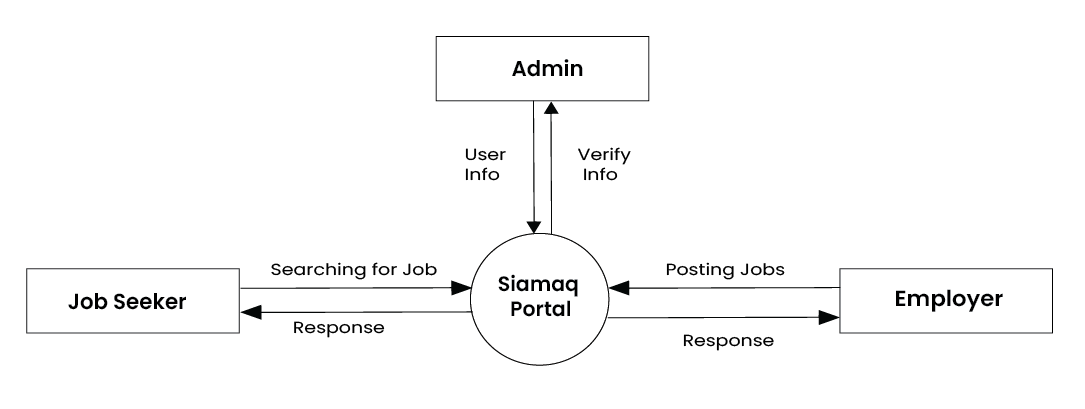 Admin
User
Info
Verify
Info
Searching for Job
Posting Jobs
Job Seeker
Siamaq
Portal
Employer
Response
Response